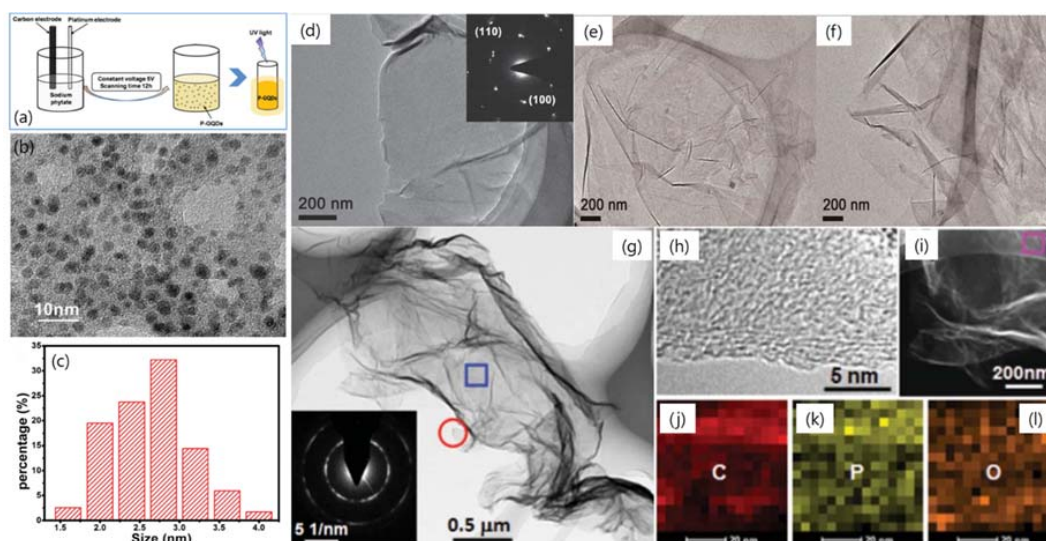 Carbon electrode
Platinum electrode
UV light
Constant voltage 5V
Scanning time 12h
Sodium
phytate
P-GQDs
P-GQDs
(a)
(b)
10nm
(c)
percentage (%)
35
30
25
20
15
10
5
0
1.5 2.0 2.5 3.0 3.5 4.0
Size (nm)
(d)
(110)
(100)
200 nm
(e)
200 nm
(f)
200 nm
(g)
5 1/nm
0.5 µm
(h)
5 nm
(i)
200nm
(j)
C
(k)
P
(l)
O